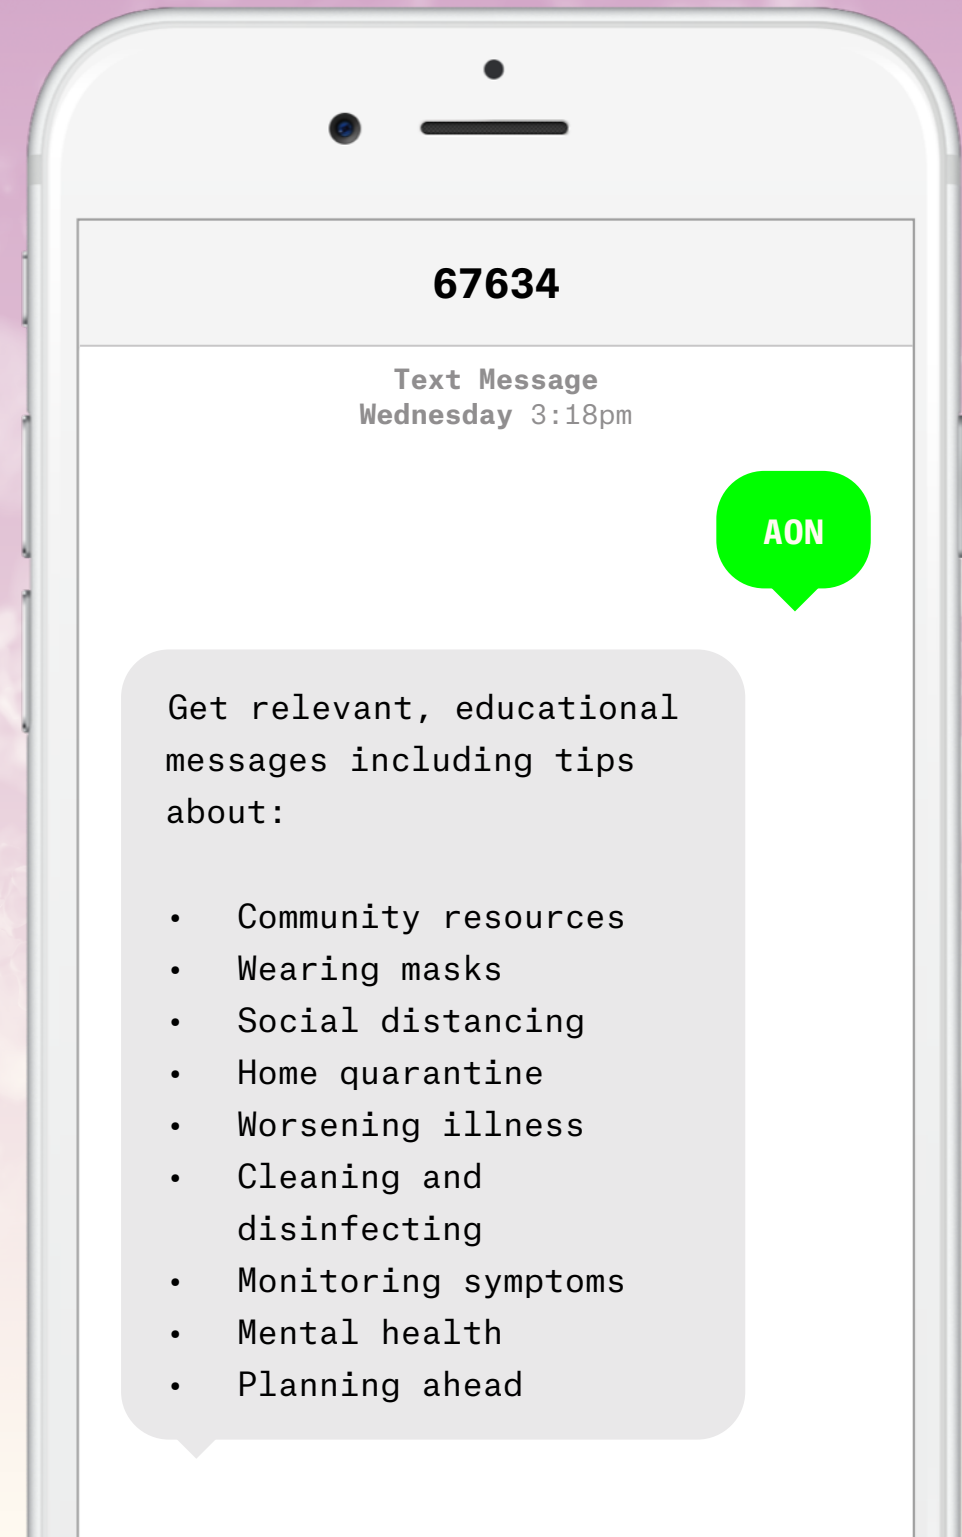 67634
Text Message
Wednesday 3:18pm
AON
Get relevant, educational
messages including tips
about:
• Community resources
• Wearing masks
• Social distancing
• Home quarantine
• Worsening illness
• Cleaning and
disinfecting
• Monitoring symptoms
• Mental health
• Planning ahead